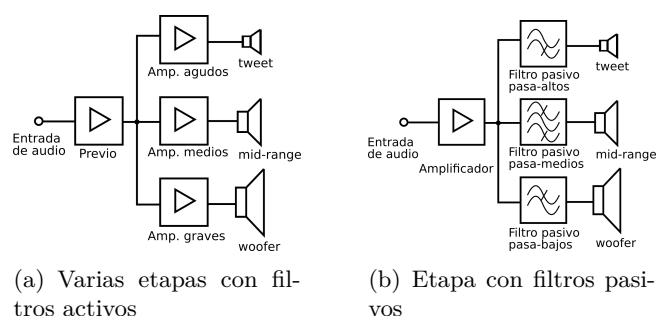 Amp. agudos
tweet
Entrada
de audio
Previo
Amp. medios
mid-range
Amp. graves
woofer
(a) Varias etapas con fil-
tros activos
Filtro pasivo
pasa-altos
tweet
Entrada
de audio
Amplificador
Filtro pasivo
pasa-medios
mid-range
Filtro pasivo
pasa-bajos
woofer
(b) Etapa con filtros pasi-
vos